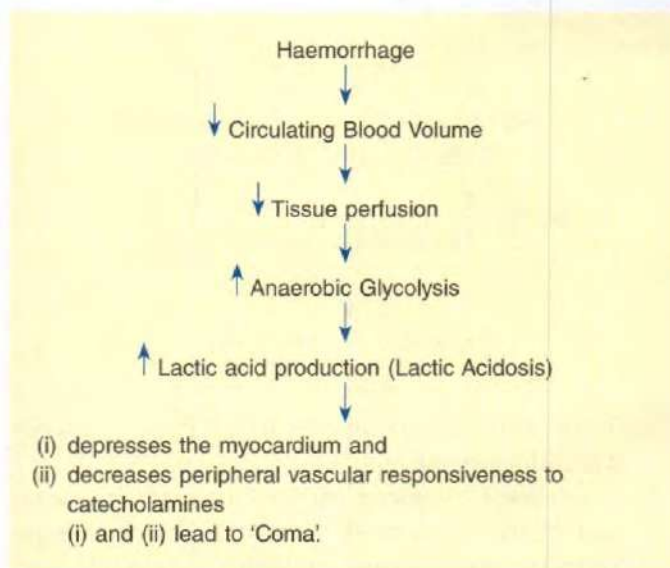 Haemorrhage
↓ Circulating Blood Volume
↓ Tissue perfusion
↑ Anaerobic Glycolysis
↑ Lactic acid production (Lactic Acidosis)
(i) depresses the myocardium and
(ii) decreases peripheral vascular responsiveness to
catecholamines
(i) and (ii) lead to ‘Coma’.